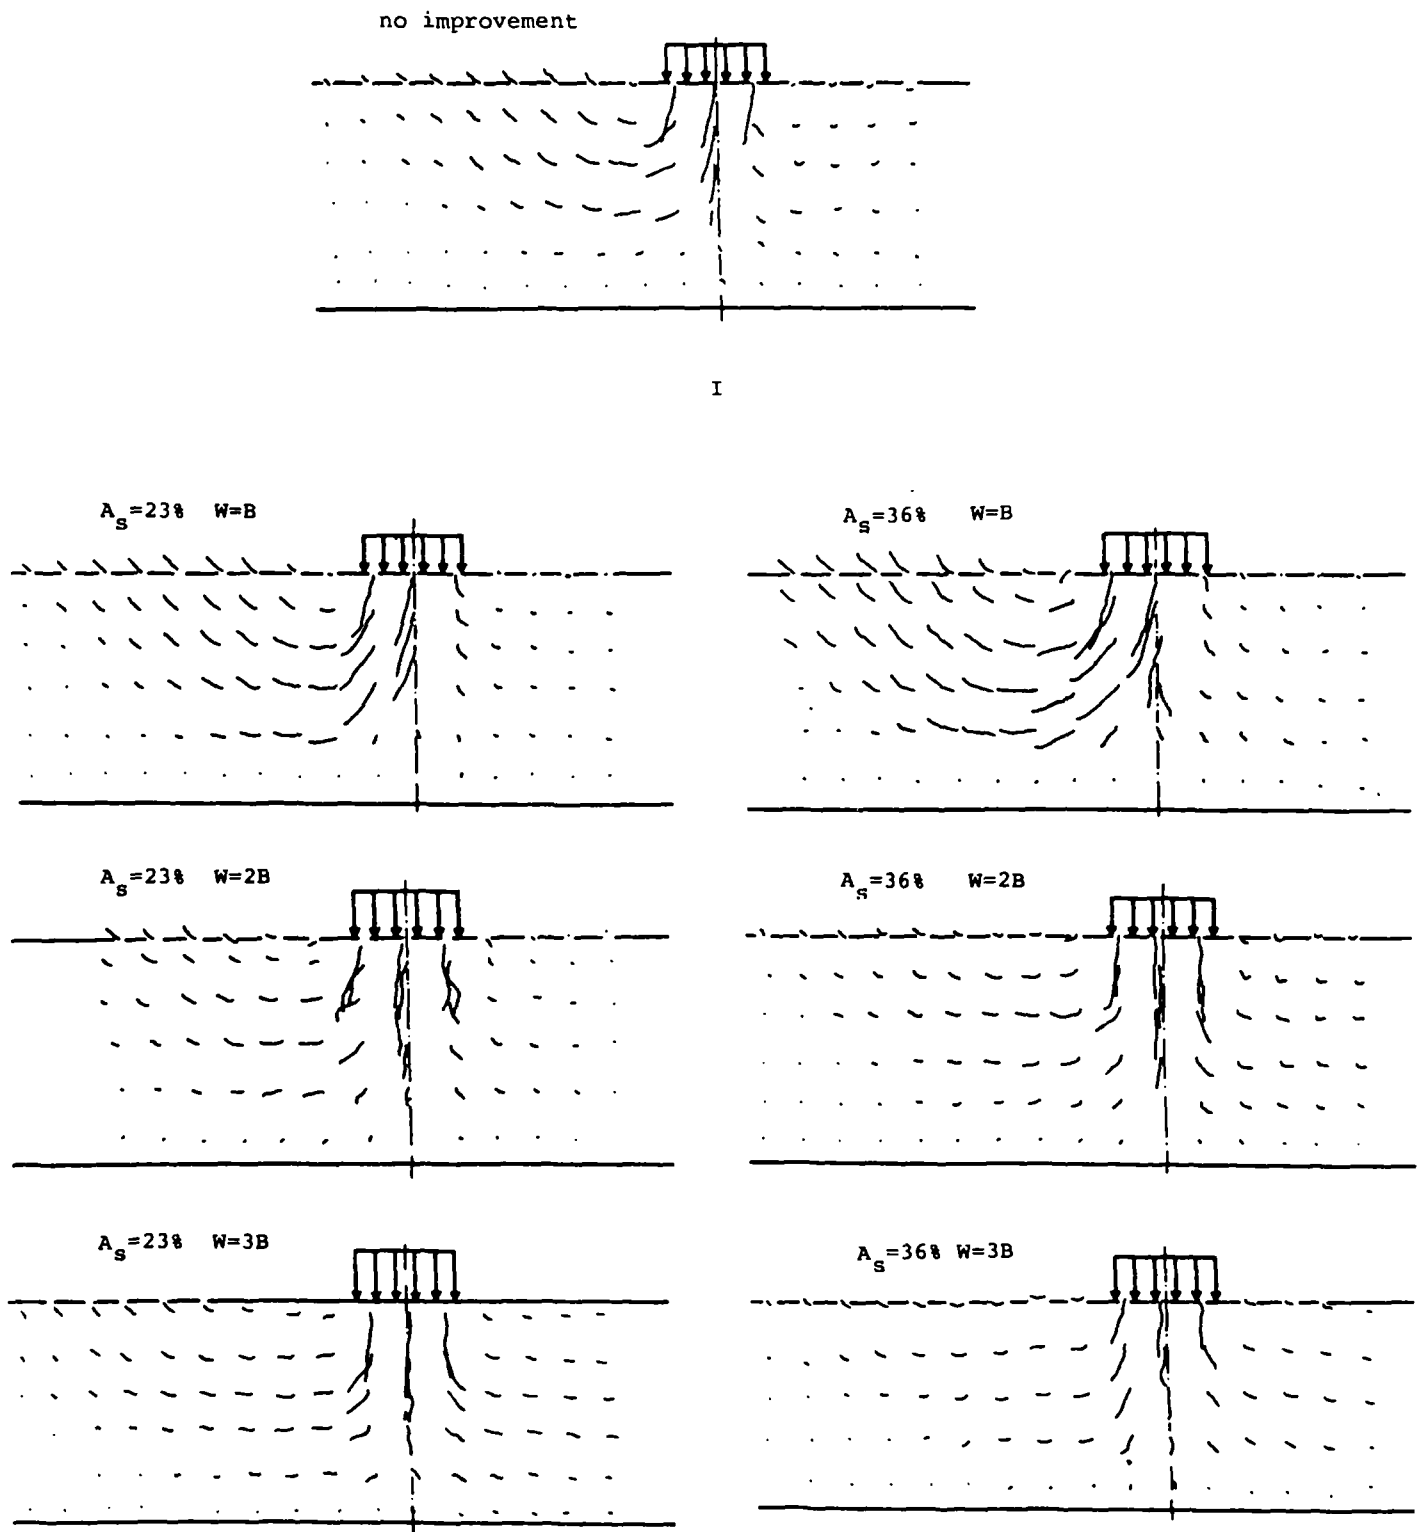 no improvement
I
A_s=23% W=B
A_s=36% W=B
A_s=23% W=2B
A_s=36% W=2B
A_s=23% W=3B
A_s=36% W=3B